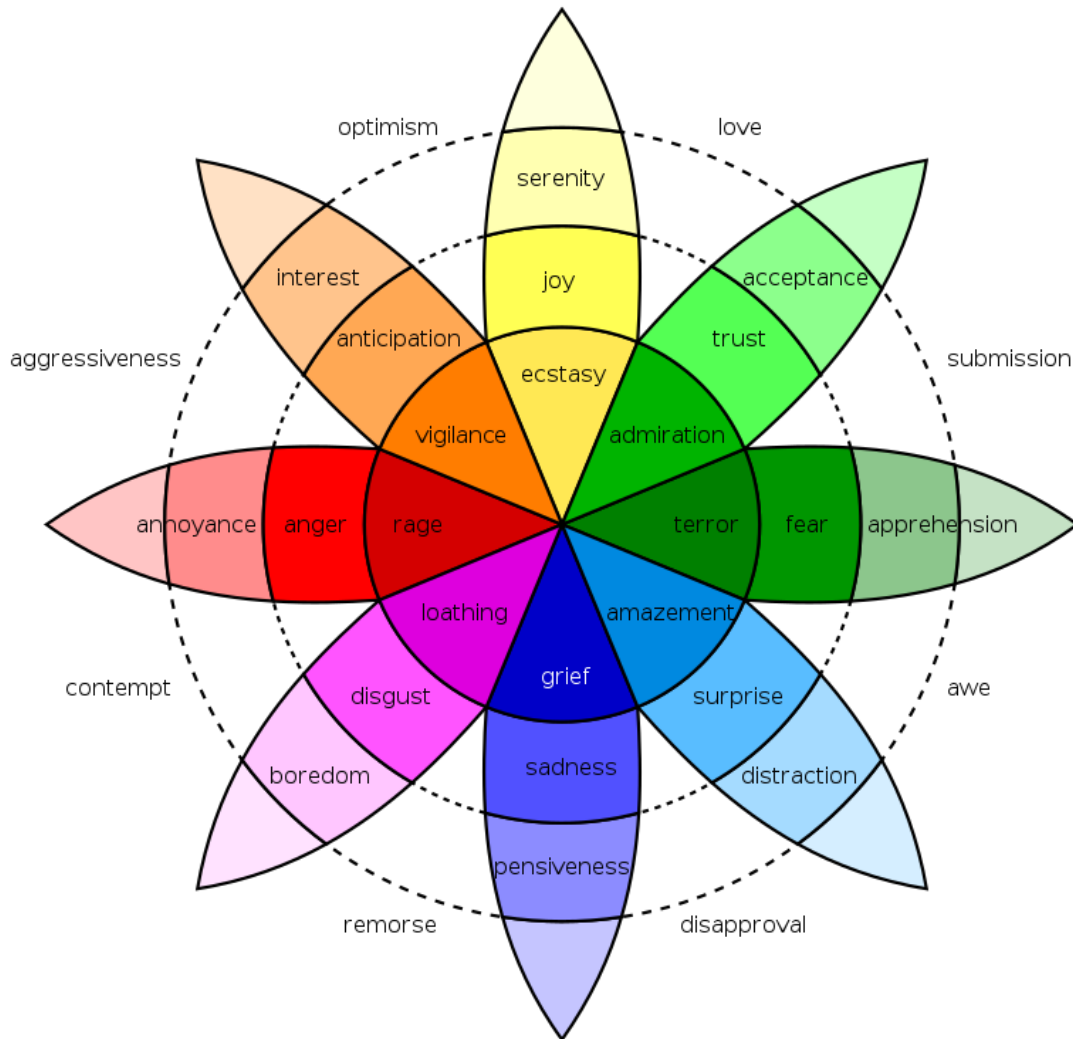 optimism
love
serenity
interest
joy
acceptance
anticipation
trust
aggressiveness
submission
ecstasy
vigilance
admiration
annoyance
anger
rage
terror
fear
apprehension
loathing
amazement
grief
contempt
disgust
surprise
awe
boredom
sadness
distraction
pensiveness
remorse
disapproval